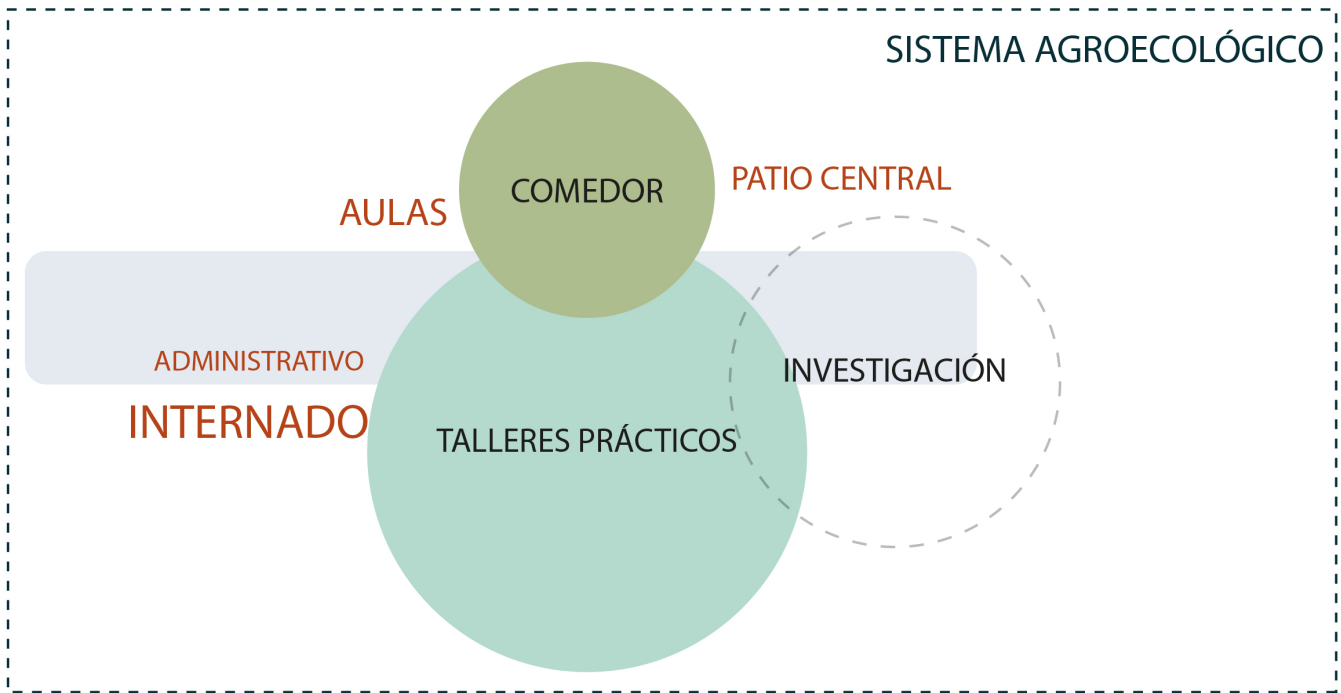 SISTEMA AGROECOLÓGICO
COMEDOR
PATIO CENTRAL
AULAS
ADMINISTRATIVO
INVESTIGACIÓN
INTERNADO
TALLERES PRÁCTICOS